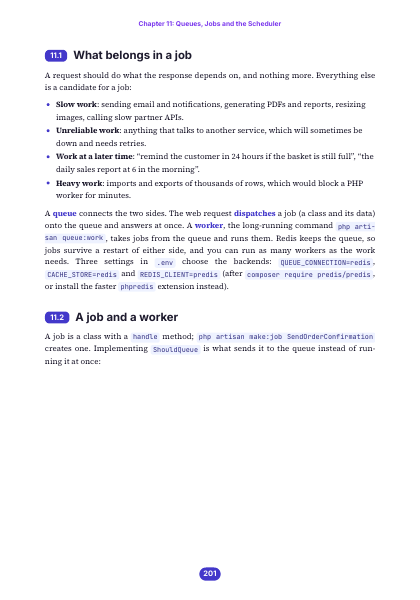 Chapter 11: Queues, Jobs and the Scheduler
11.1 What belongs in a job
A request should do what the response depends on, and nothing more. Everything else
is a candidate for a job:
• Slow work: sending email and notifications, generating PDFs and reports, resizing
images, calling slow partner APIs.
• Unreliable work: anything that talks to another service, which will sometimes be
down and needs retries.
• Work at a later time: “remind the customer in 24 hours if the basket is still full”, “the
daily sales report at 6 in the morning”.
• Heavy work: imports and exports of thousands of rows, which would block a PHP
worker for minutes.
A queue connects the two sides. The web request dispatches a job (a class and its data)
onto the queue and answers at once. A worker, the long-running command php arti-
san queue:work, takes jobs from the queue and runs them. Redis keeps the queue, so
jobs survive a restart of either side, and you can run as many workers as the work
needs. Three settings in .env choose the backends: QUEUE_CONNECTION=redis,
CACHE_STORE=redis and REDIS_CLIENT=predis (after composer require predis/predis,
or install the faster phpredis extension instead).
11.2 A job and a worker
A job is a class with a handle method; php artisan make:job SendOrderConfirmation
creates one. Implementing ShouldQueue is what sends it to the queue instead of run-
ning it at once:
201